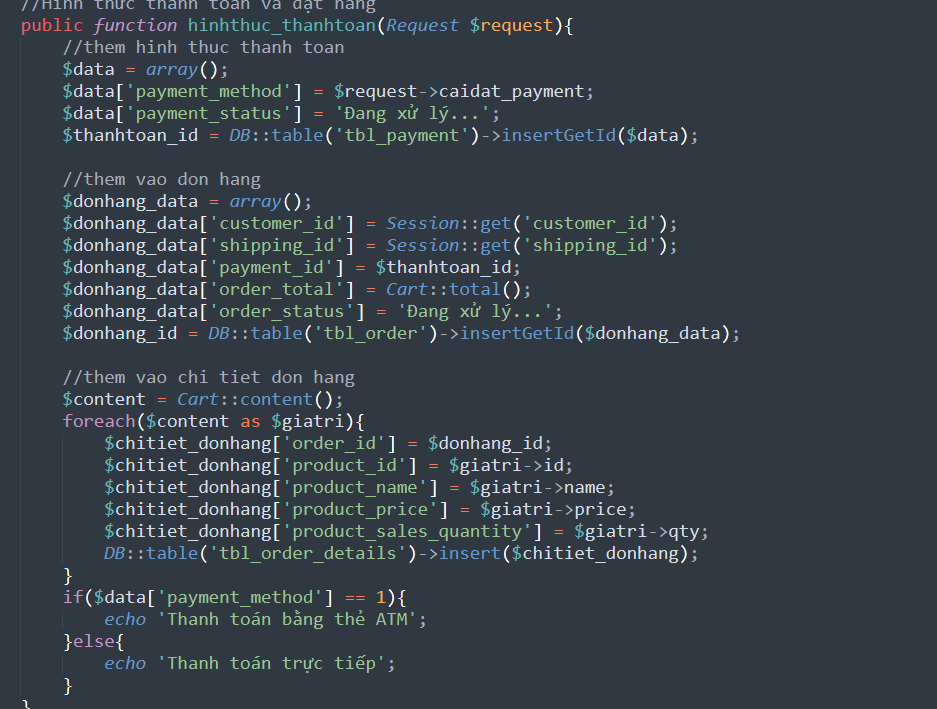 //Hình thức thanh toán và đặt hàng
public function hinhthuc_thanhtoan(Request $request){
//them hinh thuc thanh toan
$data = array();
$data['payment_method'] = $request->caidat_payment;
$data['payment_status'] = 'Đang xử lý...';
$thanhtoan_id = DB::table('tbl_payment')->insertGetId($data);
//them vao don hang
$donhang_data = array();
$donhang_data['customer_id'] = Session::get('customer_id');
$donhang_data['shipping_id'] = Session::get('shipping_id');
$donhang_data['payment_id'] = $thanhtoan_id;
$donhang_data['order_total'] = Cart::total();
$donhang_data['order_status'] = 'Đang xử lý...';
$donhang_id = DB::table('tbl_order')->insertGetId($donhang_data);
//them vao chi tiet don hang
$content = Cart::content();
foreach($content as $giatri){
$chitiet_donhang['order_id'] = $donhang_id;
$chitiet_donhang['product_id'] = $giatri->id;
$chitiet_donhang['product_name'] = $giatri->name;
$chitiet_donhang['product_price'] = $giatri->price;
$chitiet_donhang['product_sales_quantity'] = $giatri->qty;
DB::table('tbl_order_details')->insert($chitiet_donhang);
}
if($data['payment_method'] == 1){
echo 'Thanh toán bằng thẻ ATM';
}else{
echo 'Thanh toán trực tiếp';
}
}